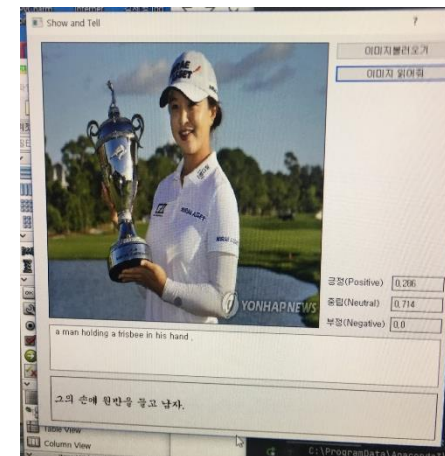 Show and Tell
?
이미지불러오기
이미지 읽어줘
YONHAPNEWS
긍정(Positive) 0.286
중립(Neutral) 0.714
부정(Negative) 0.0
a man holding a frisbee in his hand .
그의 손에 원반을 들고 남자.
Table View
Column View
C:\ProgramData\Anaconda